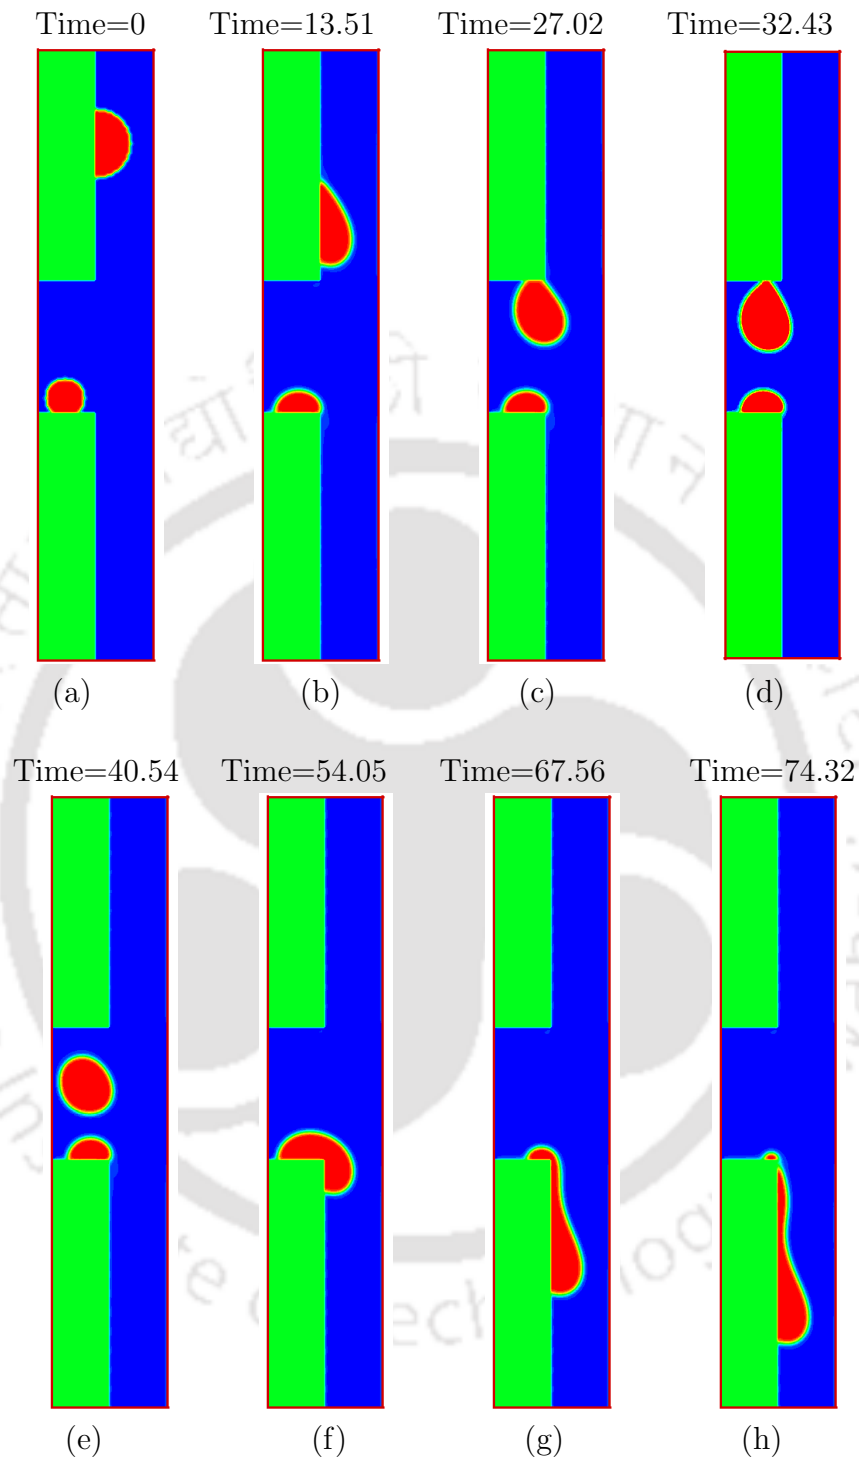 Time=0 Time=13.51 Time=27.02 Time=32.43
(a) (b) (c) (d)
Time=40.54 Time=54.05 Time=67.56 Time=74.32
(e) (f) (g) (h)